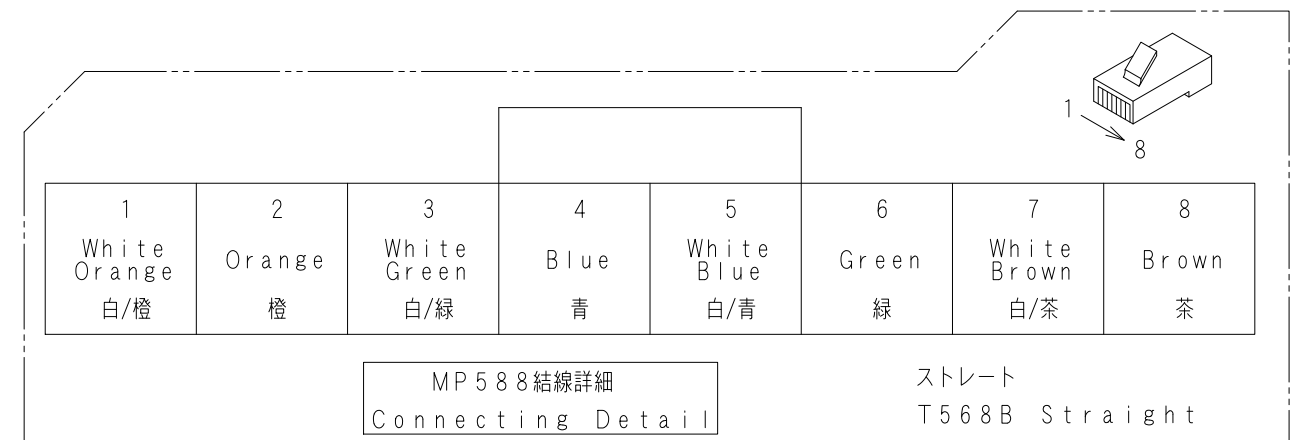 1
8
1 2 3 4 5 6 7 8
White Orange White Blue White Green White Brown
Orange Green Blue Brown
白/橙 橙 白/緑 青 白/青 緑 白/茶 茶
MP588結線詳細
Connecting Detail
ストレート
T568B Straight